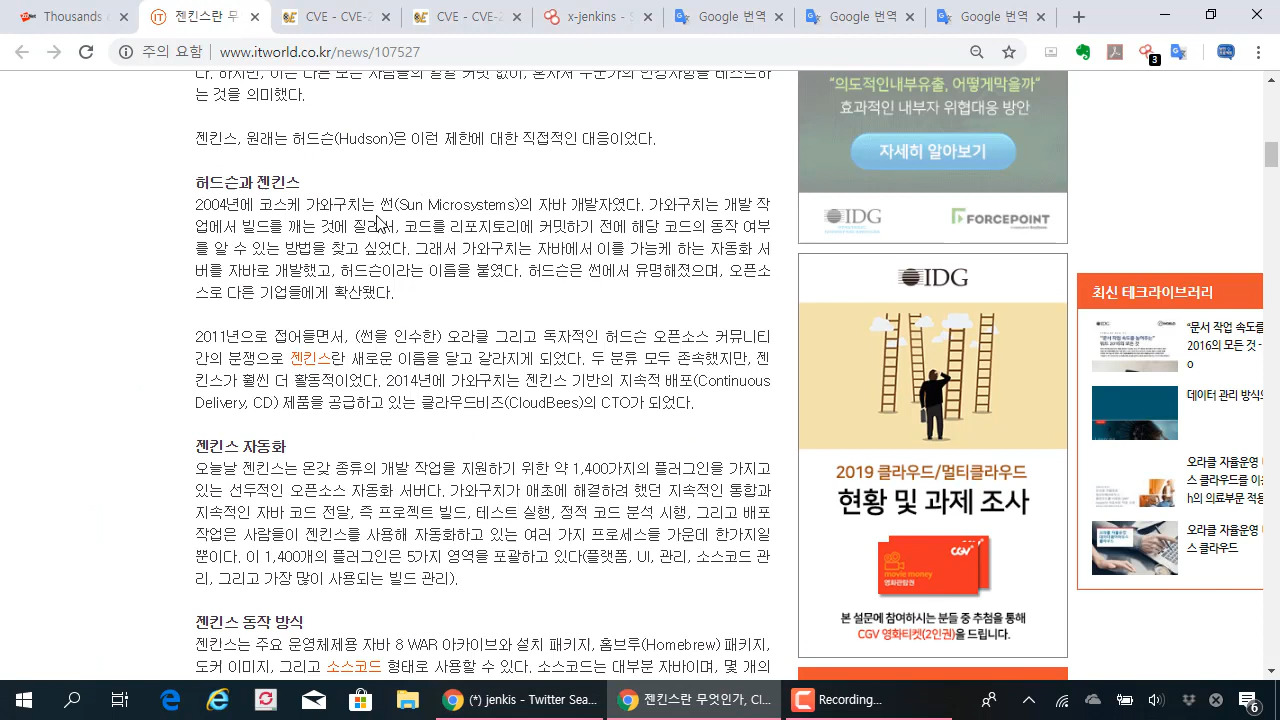 Net Thousands
IT 젠킨스란 무
CVE - CVE-
CVE - CVE-2
x-jenkins - S
Google 번역
Google 번역
Google 번역
주의 요함 | www.itworld.co.kr/news/107527
3
는 것을 의미했다.
젠킨스, 원래는 허드슨(Hudson)은 이런 제한에 대한 직접적인 대응이었다.
허드슨과 젠킨스
2004년에 코스케 가와구치는 썬(Sun Microsystems)의 자바 개발자였다. 가와구치는 개발 작
업에서 빌드를 깨는데 질려서, 코드를 리포지토리에 커밋하기 전에 해당 코드의 동작 여부
를 알 수 있는 방법을 찾고 싶었다. 그래서 가와구치는 자바에서 이를 가능케 하는 자동화 서
버를 자바로 개발했고, 허드슨이라는 이름을 붙였다. 허드슨은 썬에서 유명해졌으며, 오픈소
스로 다른 기업들에게 확산됐다.
2011년으로 접어들면서, (썬을 인수한) 오라클 그리고 독자적인 허드슨 오픈소스 커뮤니티
간의 분쟁으로 젠킨스
킨스가 훨씬 더 활동적이었다. 2014년에 가와구치는 젠킨스 기반의 지속적 배포(Continuous
Delivery, CD) 제품을 공급하고 있는 클라우드비즈(CloudBees)의 CTO가 되었다.
젠킨스 자동화
오늘날 젠킨스는 온갖 종류의 개발 작업을 지원하기 위한 약 1,400가지의 플러그인을 가지고
있는 선구적인 오픈소스 자동화 서버다. 가와구치가 애초에 해결하려 했던 지속적인 통합과
지속적인 자바 코드 배포, 즉 프로젝트 빌드, 테스트 실행, 정적 코드 분석 시행, 그리고 배포
작업은 사람들이 젠킨스를 사용해서 자동화하고 있는 여러 가지 프로세스들 가운데 한가지일
뿐이다. 이 1,400개의 플러그인은 5가지 영역을 포괄하고 있인(플랫폼, UI, 관리, 소스코드 관
리, 그리고 가장 많이 사용되는 빌드 관리).
젠킨스 동작 방식
젠킨스는 주요 운영체제용 자바 8 WAR 아카이브와 설치 패키지, 홈브루(Homebrew) 패키지,
도커 이미지, 그리고 소스코드 형태로 사용할 수 있다. 소스코드는 대부분 자바이며, 몇 개의
“의도적인내부유출, 어떻게막을까”
효과적인 내부자 위협대응 방안
자세히 알아보기
IDG
FORCEPOINT
IDG
2019 클라우드/멀티클라우드
현황 및 과제 조사
CGV
movie money
영화관람권
본 설문에 참여하시는 분들 중 추첨을 통해
CGV 영화티켓(2인권)을 드립니다.
최신 테크라이브러리
“문서 작업 속도를
2016의 모든 것 -
o
데이터 관리 방식의
오라클 자율운영
스 클라우드를 이
n의 의료부문 적용
오라클 자율운영
스 클라우드
(*) jenkis - Twitter Sea...
젠킨스란 무엇인가, CI...
Recording...
6